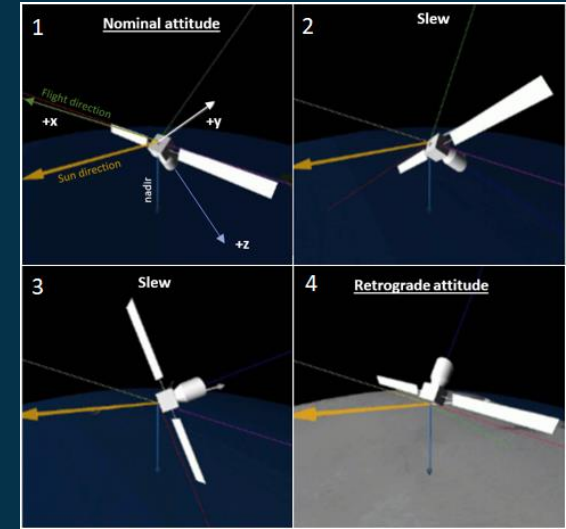 1
Nominal attitude
Flight direction
+x
+y
Sun direction
nadir
+z
2
Slew
3
Slew
4
Retrograde attitude